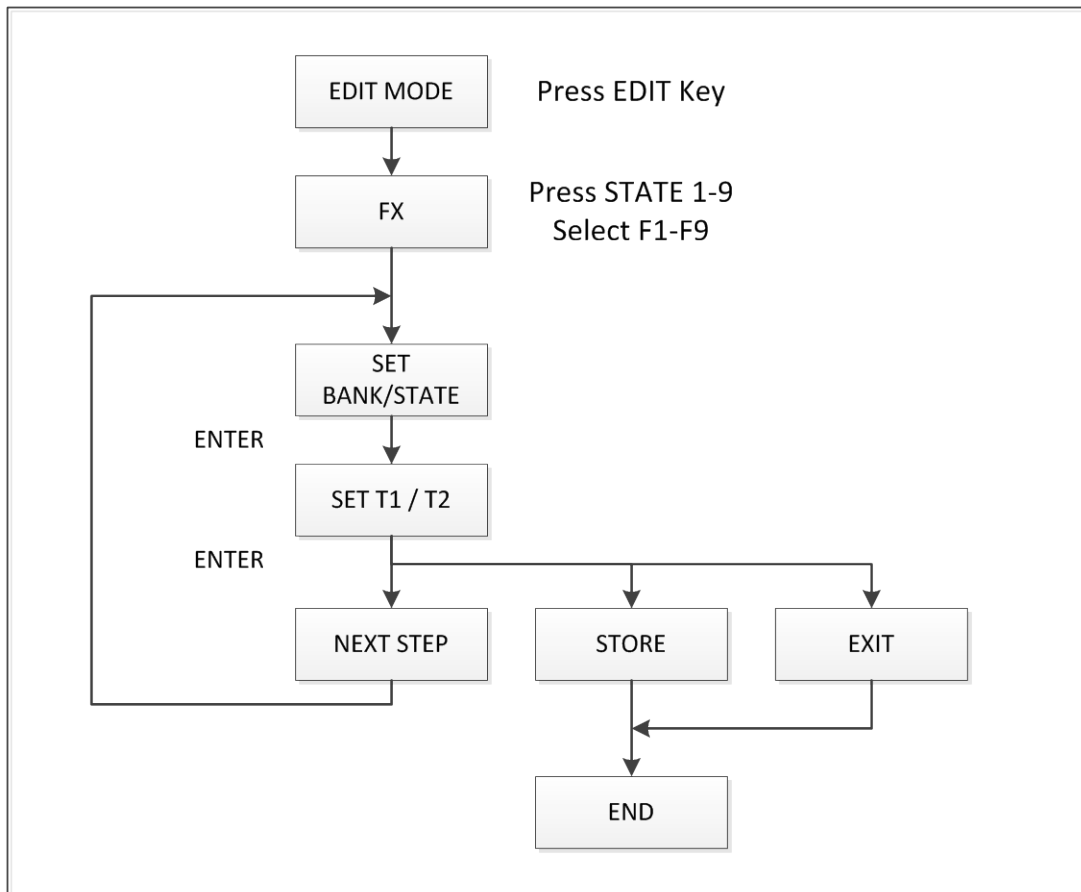 EDIT MODE
Press EDIT Key
FX
Press STATE 1-9
Select F1-F9
SET
BANK/STATE
ENTER
SET T1 / T2
ENTER
NEXT STEP
STORE
EXIT
END